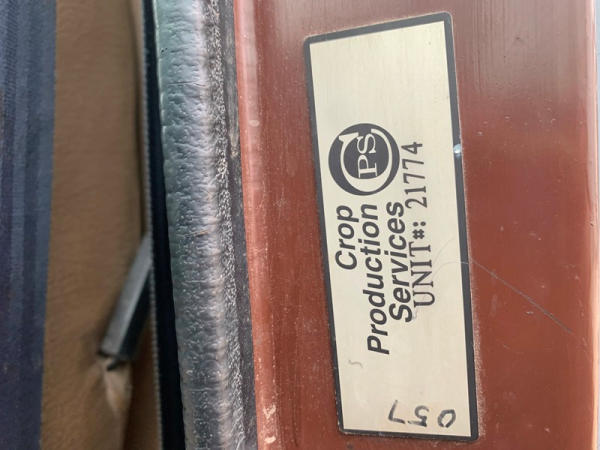 CPS
Crop
Production
Services
UNIT#: 21774
057